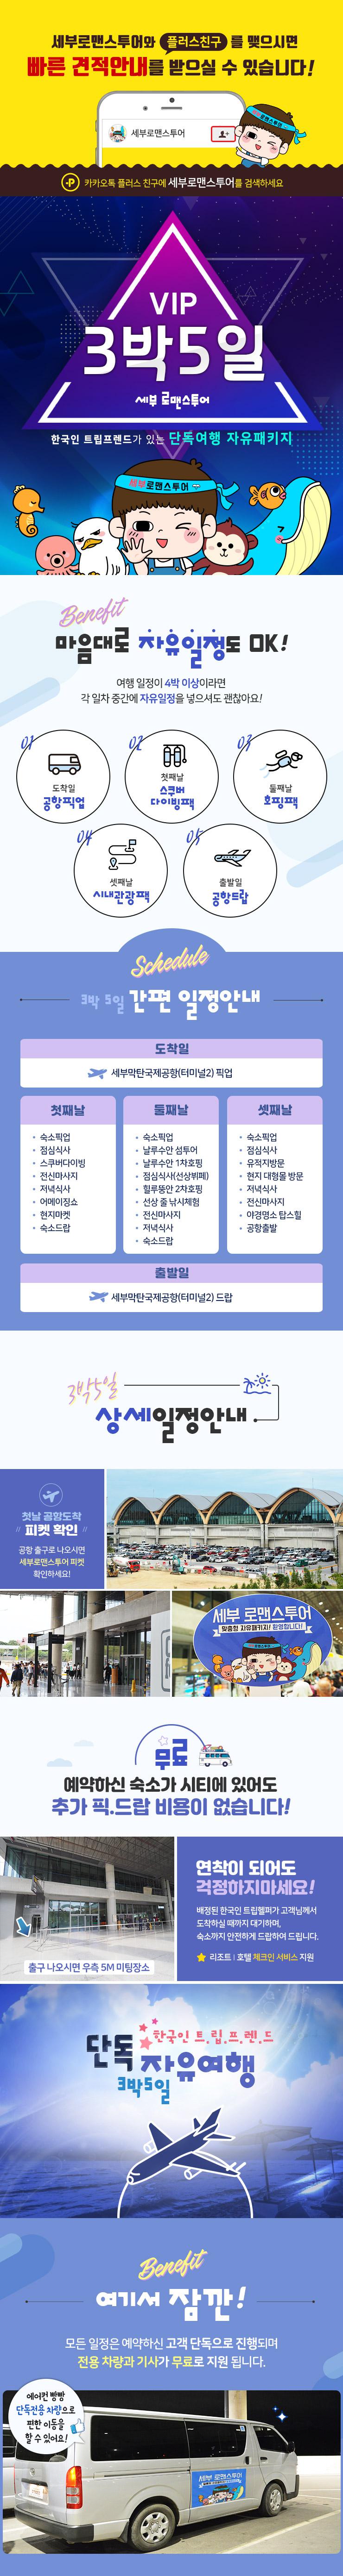 세부로맨스투어와 플러스친구 를 맺으시면
빠른 견적안내를 받으실 수 있습니다!
세부로맨스투어
카카오톡 플러스 친구에 세부로맨스투어를 검색하세요
VIP
3박5일
세부 로맨스투어
한국인 트립프렌드가 있는 단독여행 자유패키지
세부로맨스투어
Benefit
마음대로 자유일정도 OK!
여행 일정이 4박 이상이라면
각 일차 중간에 자유일정을 넣으셔도 괜찮아요!
01
도착일
공항픽업
02
첫째날
스쿠버
다이빙팩
03
둘째날
호핑팩
04
셋째날
시내관광팩
05
출발일
공항드랍
Schedule
3박 5일 간편 일정안내
도착일
세부막탄국제공항(터미널2) 픽업
첫째날
숙소픽업
점심식사
스쿠버다이빙
전신마사지
저녁식사
어메이징쇼
현지마켓
숙소드랍
둘째날
숙소픽업
날루수안 섬투어
날루수안 1차호핑
점심식사(선상뷔페)
힐루뚱안 2차호핑
선상 줄 낚시체험
전신마사지
저녁식사
숙소드랍
셋째날
숙소픽업
점심식사
유적지방문
현지 대형몰 방문
저녁식사
전신마사지
야경명소 탑스힐
공항출발
출발일
세부막탄국제공항(터미널2) 드랍
3박5일
상세일정안내
첫날 공항도착
피켓 확인
공항 출구로 나오시면
세부로맨스투어 피켓
확인하세요!
세부 로맨스투어
맞춤형 자유패키지! 환영합니다!
무료
예약하신 숙소가 시티에 있어도
추가 픽.드랍 비용이 없습니다!
출구 나오시면 우측 5M 미팅장소
연착이 되어도
걱정하지마세요!
배정된 한국인 트립헬퍼가 고객님께서
도착하실 때까지 대기하며,
숙소까지 안전하게 드랍하여 드립니다.
리조트 | 호텔 체크인 서비스 지원
한국인 트.립.프.렌.드
단독 자유여행
3박5일
Benefit
여기서 잠깐!
모든 일정은 예약하신 고객 단독으로 진행되며
전용 차량과 기사가 무료로 지원 됩니다.
에어컨 빵빵
단독전용 차량으로
편한 이동을
할 수 있어요!
세부 로맨스투어